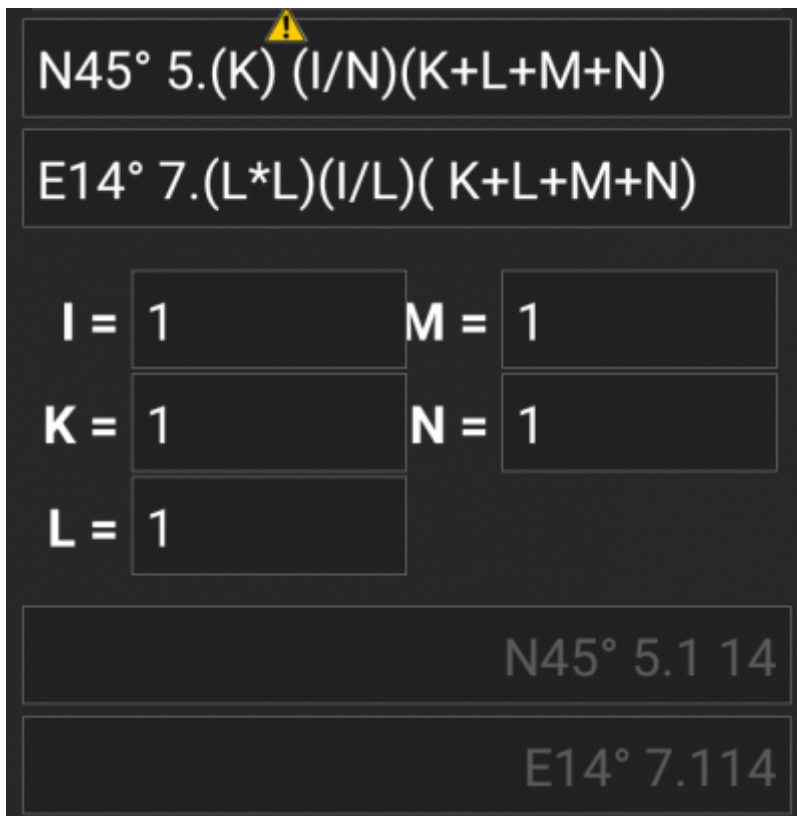 N45° 5.(K) (I/N)(K+L+M+N)
E14° 7.(L*L)(I/L)( K+L+M+N)
I = 1 M = 1
K = 1 N = 1
L = 1
N45° 5.1 14
E14° 7.114